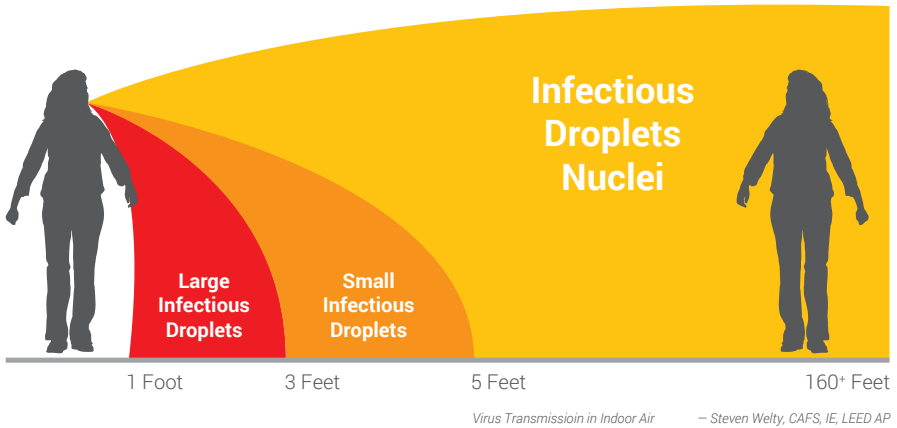 Infectious
Droplets
Nuclei
Large
Infectious
Droplets
Small
Infectious
Droplets
1 Foot
3 Feet
5 Feet
160+ Feet
Virus Transmissioin in Indoor Air
— Steven Welty, CAFS, IE, LEED AP